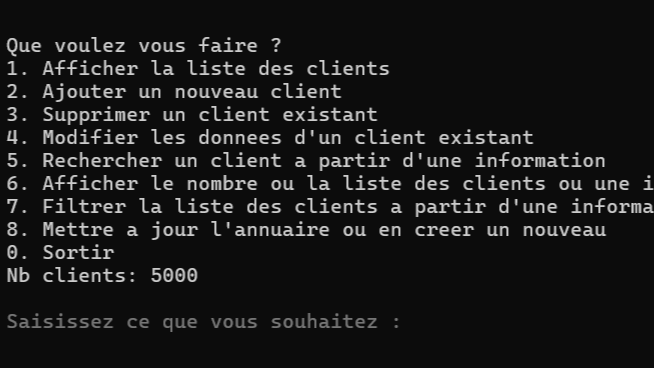 Que voulez vous faire ?
1. Afficher la liste des clients
2. Ajouter un nouveau client
3. Supprimer un client existant
4. Modifier les donnees d'un client existant
5. Rechercher un client a partir d'une information
6. Afficher le nombre ou la liste des clients ou une i
7. Filtrer la liste des clients a partir d'une informa
8. Mettre a jour l'annuaire ou en creer un nouveau
0. Sortir
Nb clients: 5000
Saisissez ce que vous souhaitez :